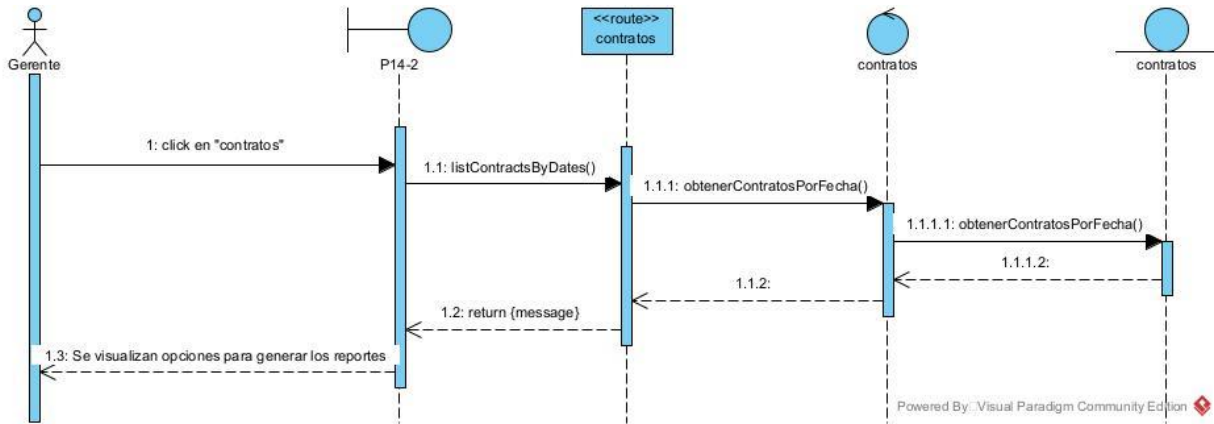 <<route>>
contratos
Gerente
P14-2
contratos
contratos
1: click en "contratos"
1.1: listContractsByDates()
1.1.1: obtenerContratosPorFecha()
1.1.1.1: obtenerContratosPorFecha()
1.1.1.2:
1.1.2:
1.2: return {message}
1.3: Se visualizan opciones para generar los reportes
Powered By Visual Paradigm Community Edition